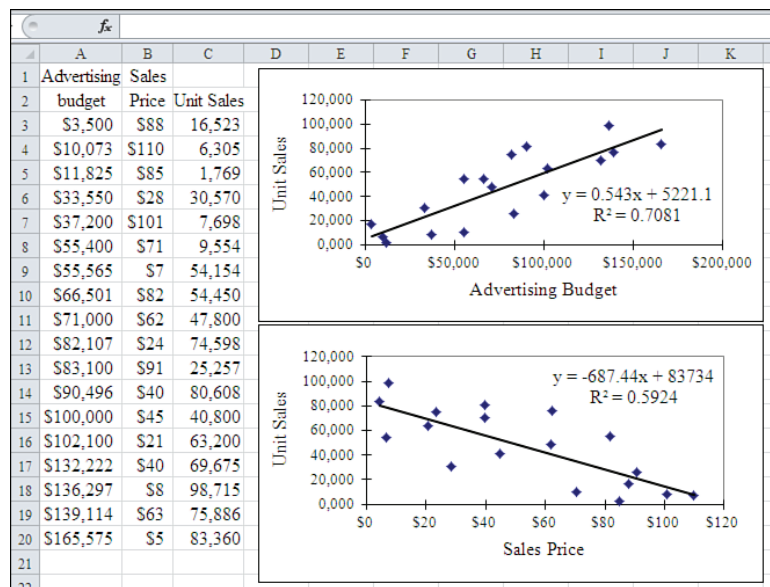 fx
A B C D E F G H I J K
1 Advertising Sales
2 budget Price Unit Sales
3 $3,500 $88 16,523
4 $10,073 $110 6,305
5 $11,825 $85 1,769
6 $33,550 $28 30,570
7 $37,200 $101 7,698
8 $55,400 $71 9,554
9 $55,565 $7 54,154
10 $66,501 $82 54,450
11 $71,000 $62 47,800
12 $82,107 $24 74,598
13 $83,100 $91 25,257
14 $90,496 $40 80,608
15 $100,000 $45 40,800
16 $102,100 $21 63,200
17 $132,222 $40 69,675
18 $136,297 $8 98,715
19 $139,114 $63 75,886
20 $165,575 $5 83,360
21
120,000
100,000
80,000
60,000
40,000
20,000
0,000
Unit Sales
y = 0.543x + 5221.1
R² = 0.7081
$0 $50,000 $100,000 $150,000 $200,000
Advertising Budget
120,000
100,000
80,000
60,000
40,000
20,000
0,000
Unit Sales
y = -687.44x + 83734
R² = 0.5924
$0 $20 $40 $60 $80 $100 $120
Sales Price